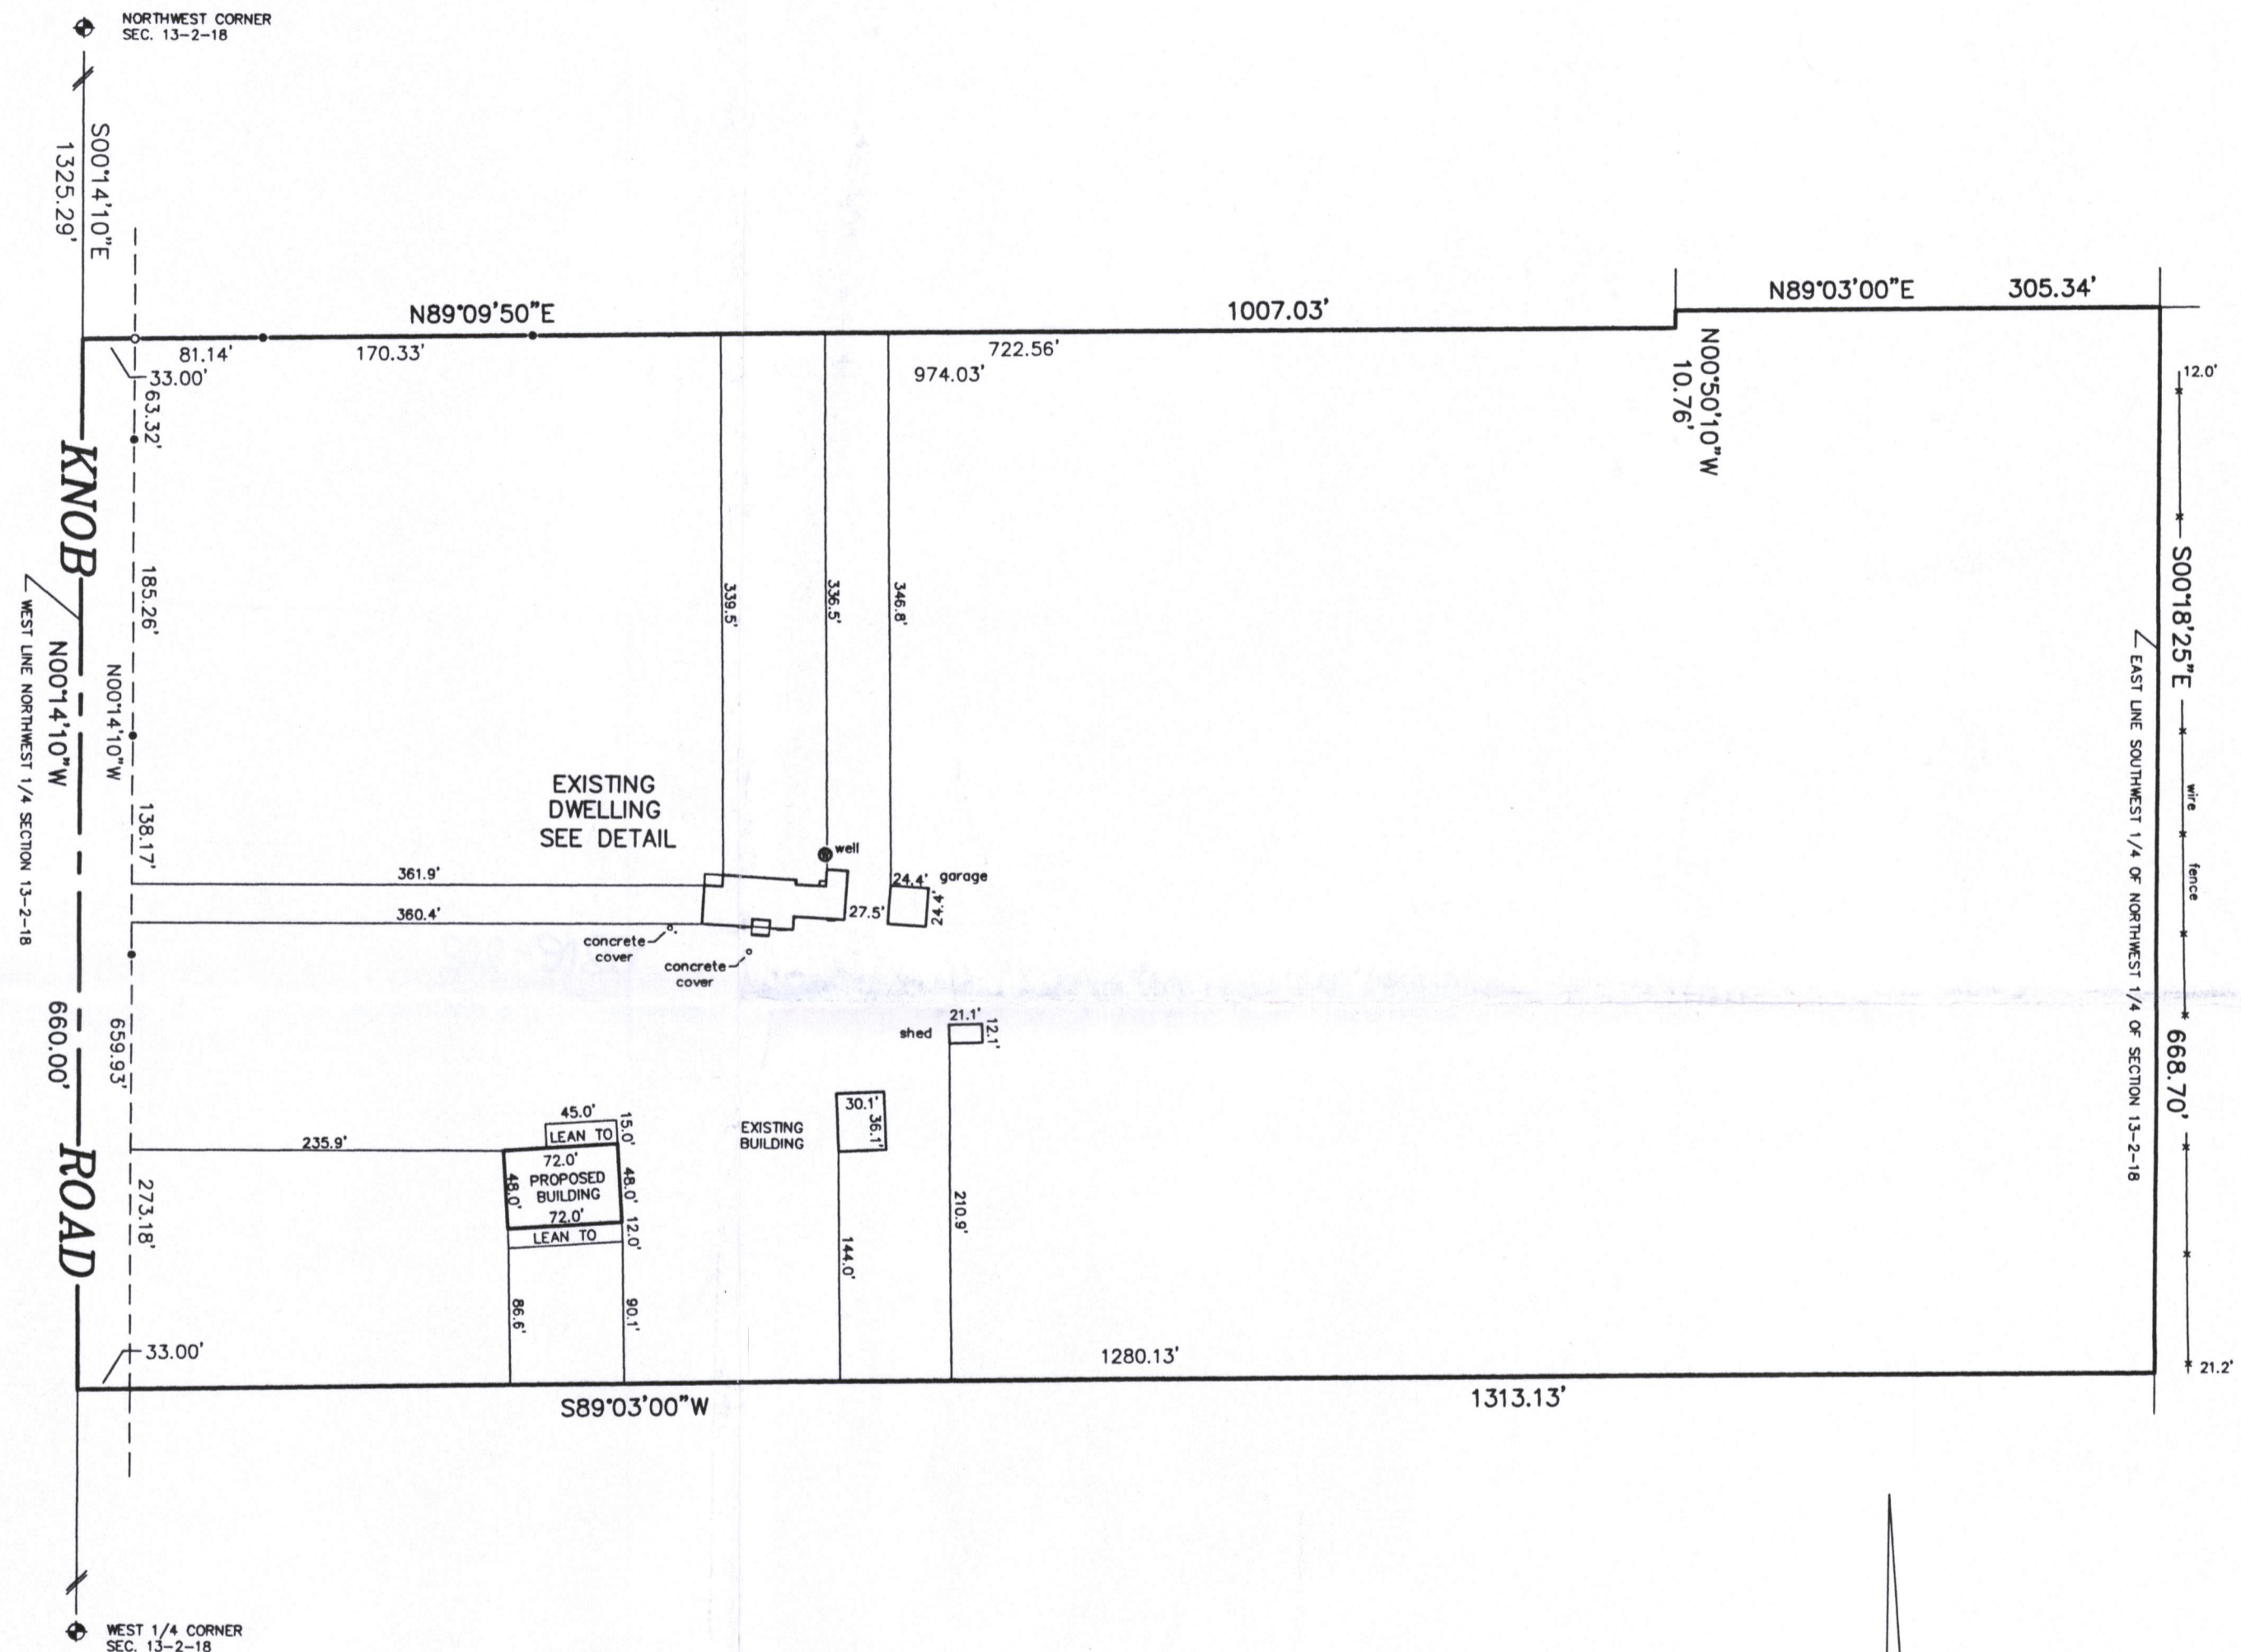 NORTHWEST CORNER
SEC. 13-2-18
S00°14'10"E
1325.29'
N89°09'50"E
1007.03'
N89°03'00"E
305.34'
81.14'
170.33'
722.56'
974.03'
33.00'
N00°50'10"W
10.76'
12.0'
63.32'
KNOB
185.26'
339.5'
336.5'
346.8'
S00°18'25"E
WEST LINE NORTHWEST 1/4 SECTION 13-2-18
N00°14'10"W
N00°14'10"W
EAST LINE SOUTHWEST 1/4 OF NORTHWEST 1/4 OF SECTION 13-2-18
wire
fence
EXISTING
DWELLING
SEE DETAIL
138.17'
well
361.9'
24.4'
garage
24.4'
360.4'
27.5'
concrete
cover
concrete
cover
660.00'
659.93'
21.1'
shed
12.1'
668.70'
45.0'
15.0'
LEAN TO
30.1'
36.1'
EXISTING
BUILDING
235.9'
72.0'
PROPOSED
BUILDING
48.0'
48.0'
72.0'
12.0'
LEAN TO
ROAD
273.18'
210.9'
144.0'
86.6'
90.1'
33.00'
1280.13'
21.2'
S89°03'00"W
1313.13'
WEST 1/4 CORNER
SEC. 13-2-18